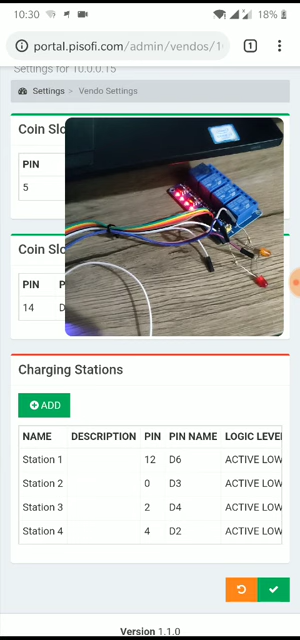 10:30
18%
portal.pisofi.com/admin/vendos/1
1
Settings for 10.0.0.15
Settings > Vendo Settings
Coin Slo
PIN
5
Coin Slo
PIN P
14 D
Charging Stations
ADD
NAME DESCRIPTION PIN PIN NAME LOGIC LEVEL
Station 1 12 D6 ACTIVE LOW
Station 2 0 D3 ACTIVE LOW
Station 3 2 D4 ACTIVE LOW
Station 4 4 D2 ACTIVE LOW
Version 1.1.0